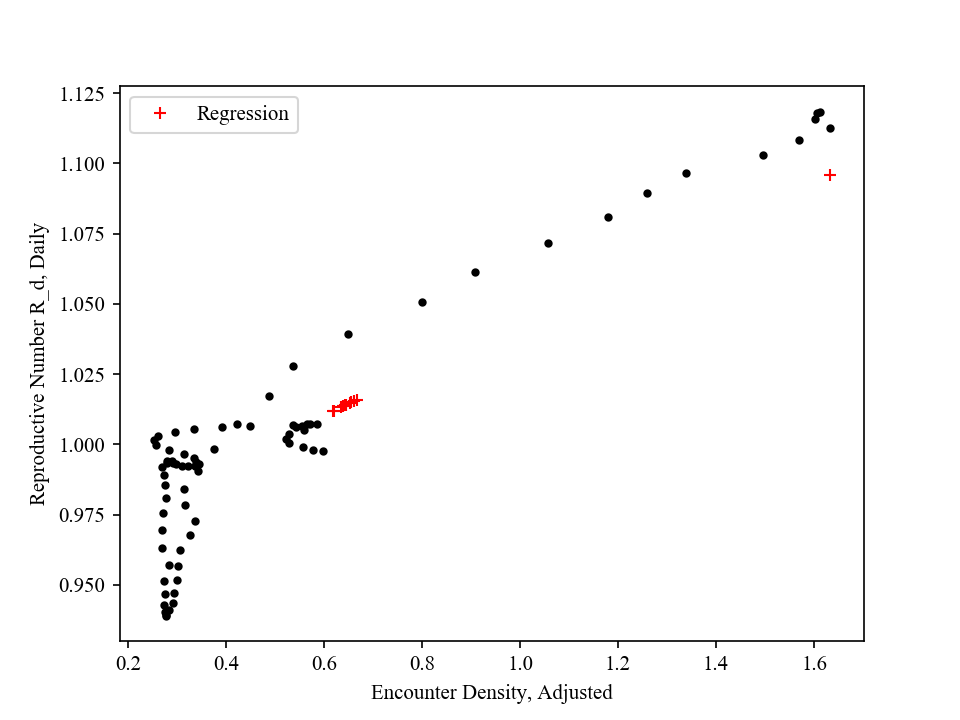 Regression
1.125
1.100
1.075
1.050
1.025
1.000
0.975
0.950
Reproductive Number R_d, Daily
0.2 0.4 0.6 0.8 1.0 1.2 1.4 1.6
Encounter Density, Adjusted